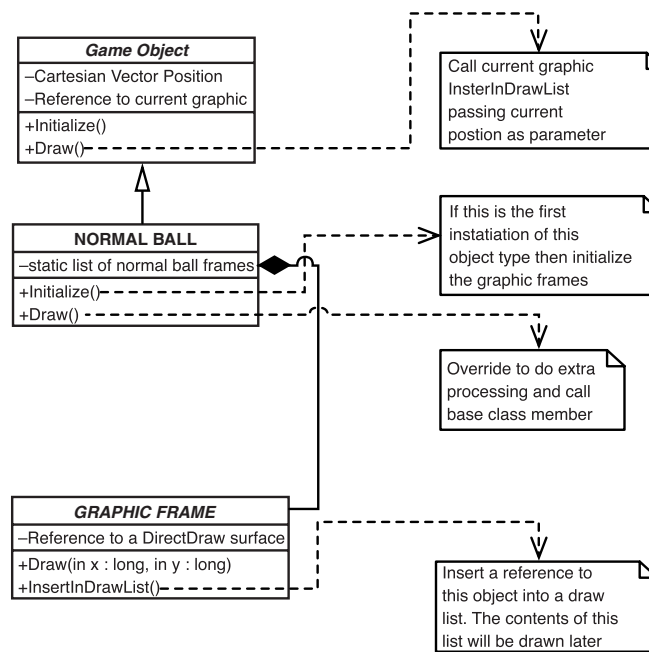 Game Object
–Cartesian Vector Position
–Reference to current graphic
+Initialize()
+Draw()
Call current graphic
InsterInDrawList
passing current
postion as parameter
NORMAL BALL
–static list of normal ball frames
+Initialize()
+Draw()
If this is the first
instatiation of this
object type then initialize
the graphic frames
Override to do extra
processing and call
base class member
GRAPHIC FRAME
–Reference to a DirectDraw surface
+Draw(in x : long, in y : long)
+InsertInDrawList()
Insert a reference to
this object into a draw
list. The contents of this
list will be drawn later